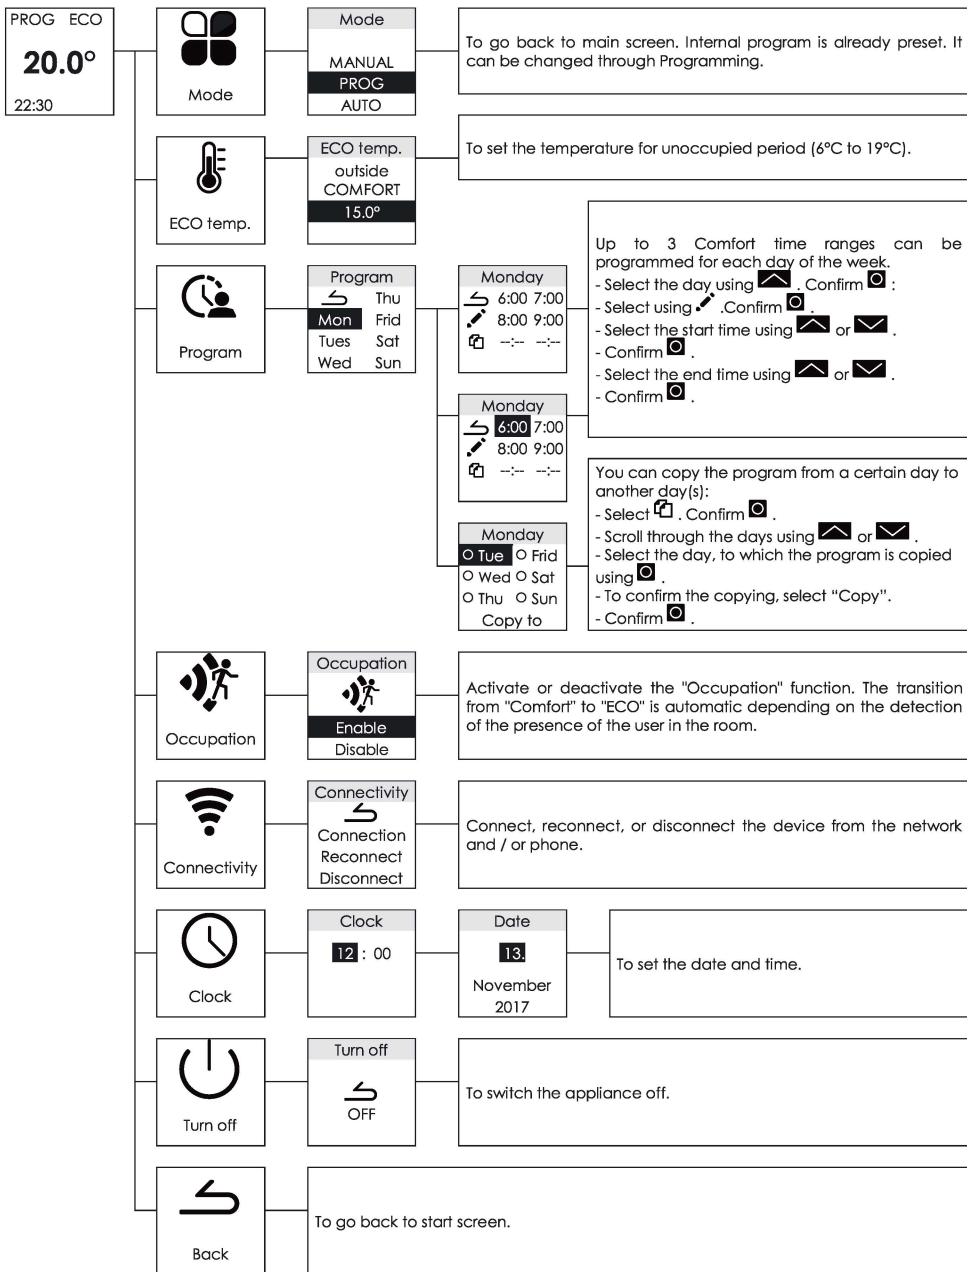 PROG ECO
20.0°
22:30
Mode
Mode
MANUAL
PROG
AUTO
To go back to main screen. Internal program is already preset. It
can be changed through Programming.
ECO temp.
ECO temp.
outside
COMFORT
15.0°
To set the temperature for unoccupied period (6°C to 19°C).
Program
Program
Thu
Mon Frid
Tues Sat
Wed Sun
Monday
6:00 7:00
8:00 9:00
--:-- --:--
Up to 3 Comfort time ranges can be
programmed for each day of the week.
- Select the day using . Confirm :
- Select using .Confirm .
- Select the start time using or .
- Confirm .
- Select the end time using or .
- Confirm .
Monday
6:00 7:00
8:00 9:00
--:-- --:--
Monday
Tue Frid
Wed Sat
Thu Sun
Copy to
You can copy the program from a certain day to
another day(s):
- Select . Confirm .
- Scroll through the days using or .
- Select the day, to which the program is copied
using .
- To confirm the copying, select “Copy”.
- Confirm .
Occupation
Occupation
Enable
Disable
Activate or deactivate the "Occupation" function. The transition
from "Comfort" to "ECO" is automatic depending on the detection
of the presence of the user in the room.
Connectivity
Connectivity
Connection
Reconnect
Disconnect
Connect, reconnect, or disconnect the device from the network
and / or phone.
Clock
Clock
12 : 00
Date
13.
November
2017
To set the date and time.
Turn off
Turn off
OFF
To switch the appliance off.
Back
To go back to start screen.